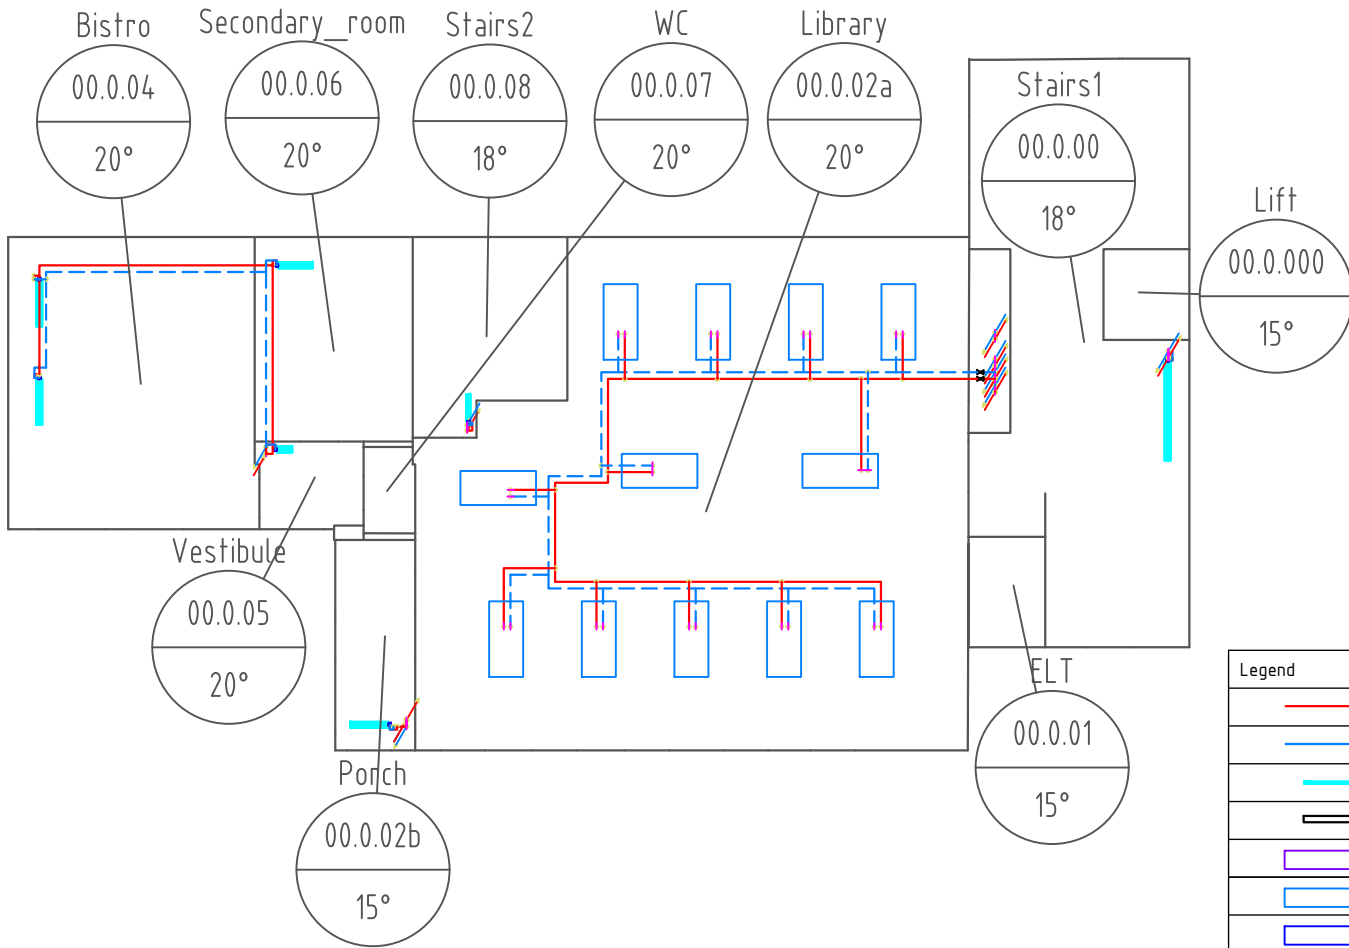 Bistro
00.0.04
20°
Secondary_room
00.0.06
20°
Stairs2
00.0.08
18°
WC
00.0.07
20°
Library
00.0.02a
20°
Stairs1
00.0.00
18°
Lift
00.0.000
15°
Vestibule
00.0.05
20°
Porch
00.0.02b
15°
ELT
00.0.01
15°
Legend